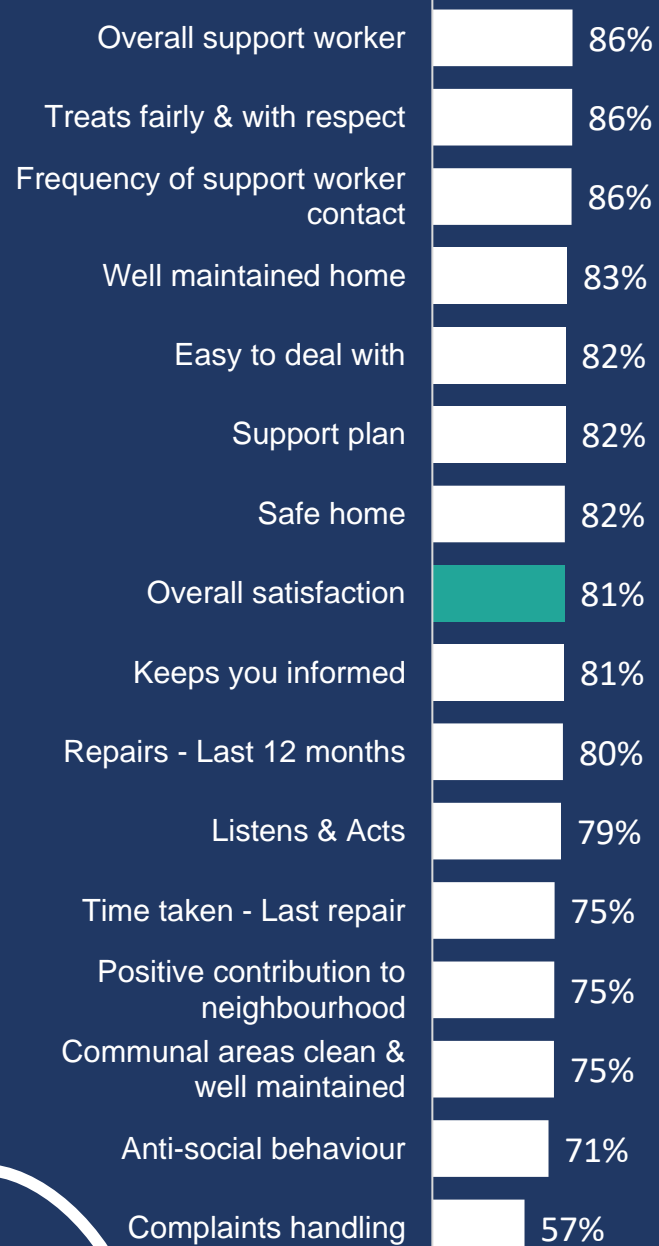 Overall support worker 86%
Treats fairly & with respect 86%
Frequency of support worker
contact 86%
Well maintained home 83%
Easy to deal with 82%
Support plan 82%
Safe home 82%
Overall satisfaction 81%
Keeps you informed 81%
Repairs - Last 12 months 80%
Listens & Acts 79%
Time taken - Last repair 75%
Positive contribution to
neighbourhood 75%
Communal areas clean &
well maintained 75%
Anti-social behaviour 71%
Complaints handling 57%